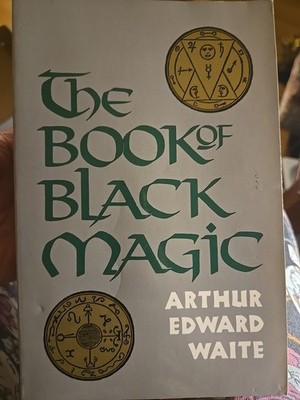 The
BOOK OF
BLACK
MAGIC
ARTHUR
EDWARD
WAITE